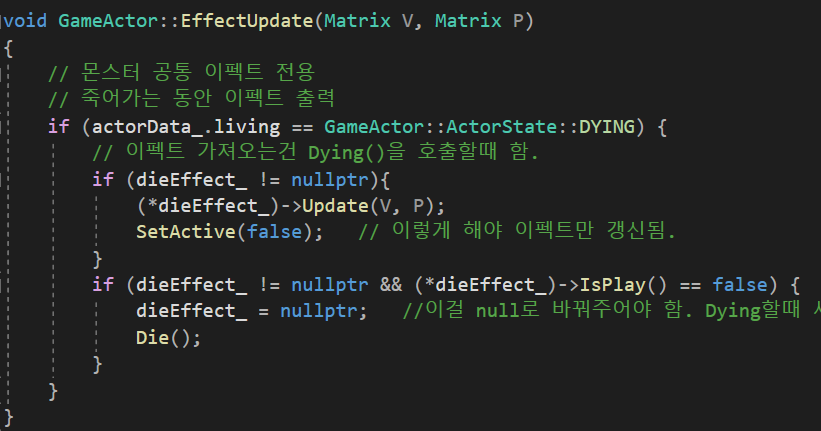 void GameActor::EffectUpdate(Matrix V, Matrix P)
{
// 몬스터 공통 이펙트 전용
// 죽어가는 동안 이펙트 출력
if (actorData_.living == GameActor::ActorState::DYING) {
// 이펙트 가져오는건 Dying()을 호출할때 함.
if (dieEffect_ != nullptr){
(*dieEffect_)->Update(V, P);
SetActive(false); // 이렇게 해야 이펙트만 갱신됨.
}
if (dieEffect_ != nullptr && (*dieEffect_)->IsPlay() == false) {
dieEffect_ = nullptr; //이걸 null로 바꿔주어야 함. Dying할때
Die();
}
}
}